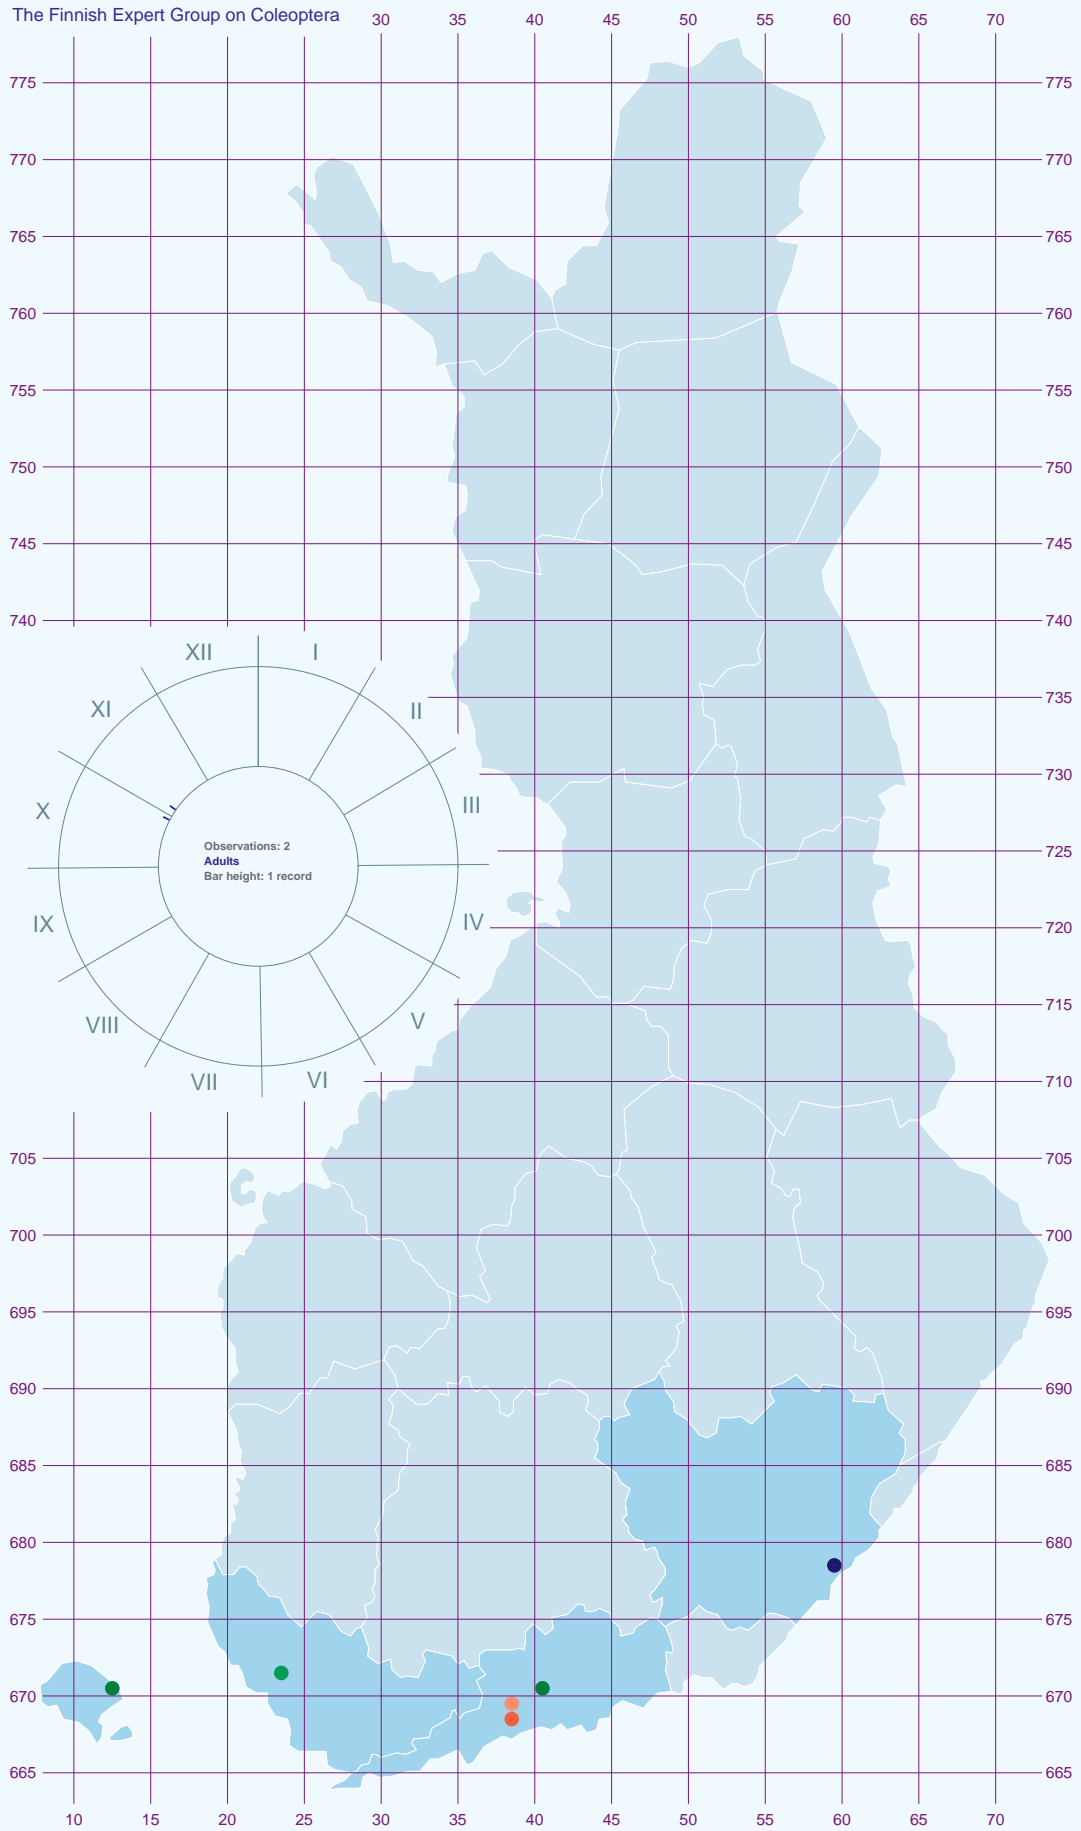 The Finnish Expert Group on Coleoptera
30 35 40 45 50 55 60 65 70
775 775
770 770
765 765
760 760
755 755
750 750
745 745
740 740
XII I
XI II
735
730
X III
Observations: 2
Adults
Bar height: 1 record
725
IX IV
720
715
VIII V
VII VI
710
705 705
700 700
695 695
690 690
685 685
680 680
675 675
670 670
665 665
10 15 20 25 30 35 40 45 50 55 60 65 70